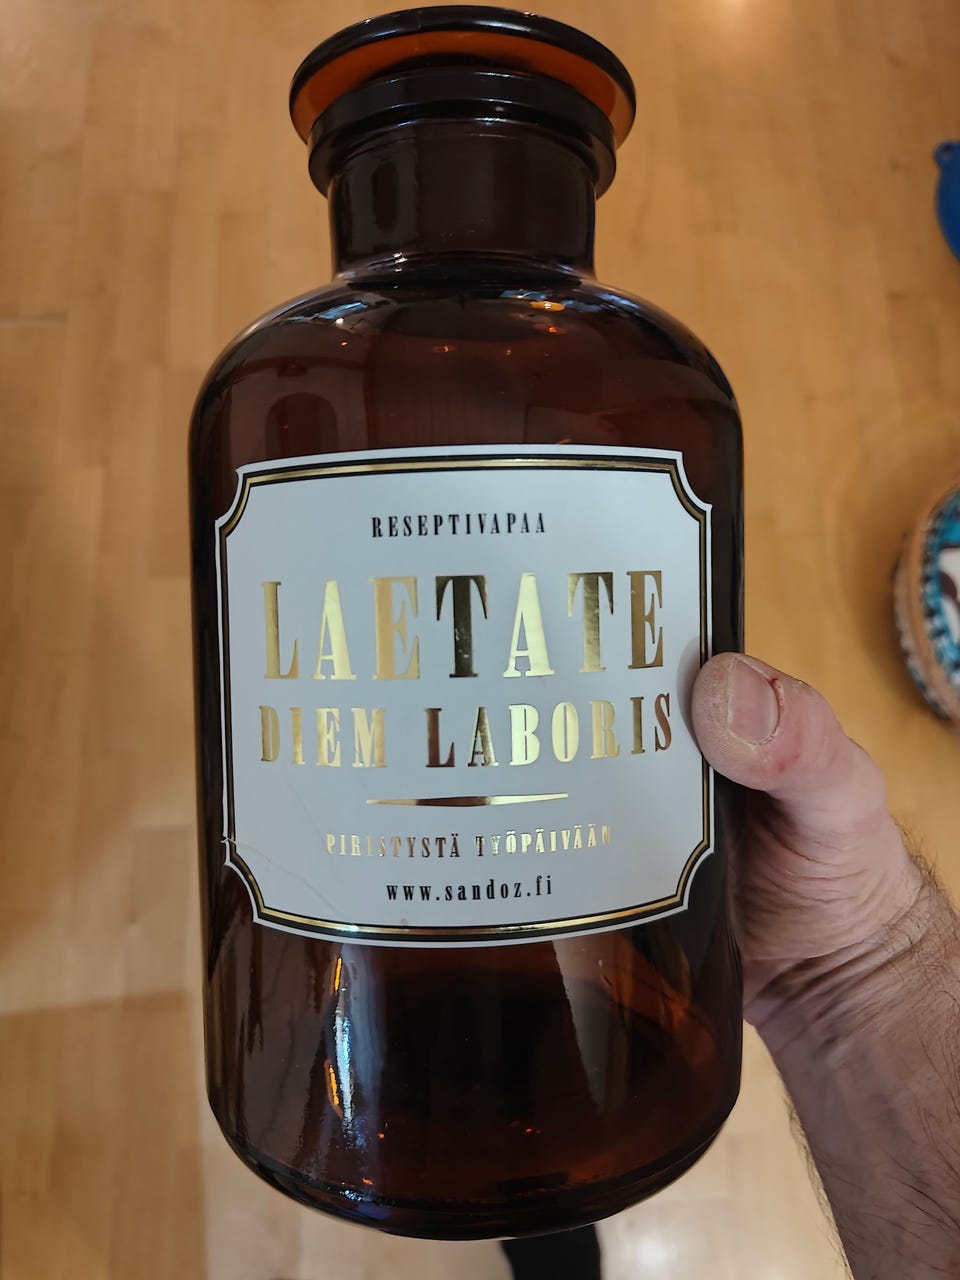 RESEPTIVAPAA
LAETATE
DIEM LABORIS
PIRISTYSTÄ TYÖPÄIVÄÄN
www.sandoz.fi